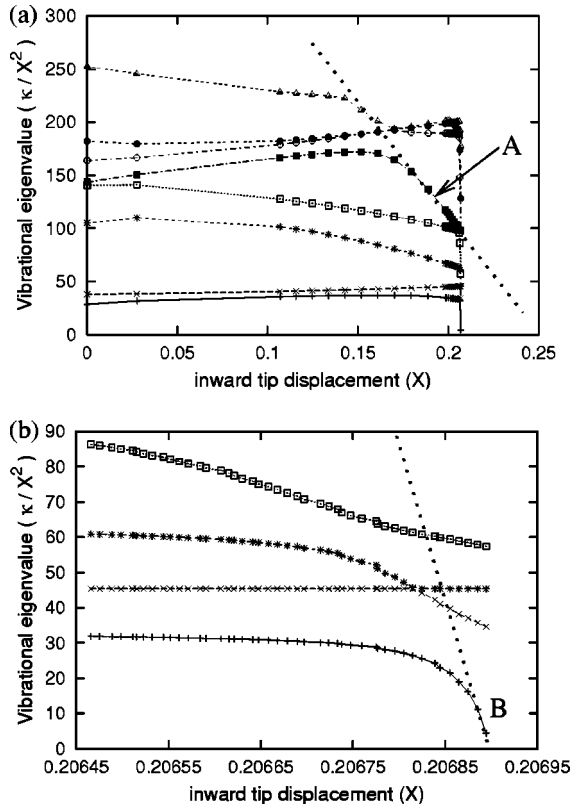 (a)
300
250
200
150
100
50
0
Vibrational eigenvalue ( κ / X² )
A
0 0.05 0.1 0.15 0.2 0.25
inward tip displacement (X)
(b)
90
80
70
60
50
40
30
20
10
0
Vibrational eigenvalue ( κ / X² )
B
0.20645 0.20655 0.20665 0.20675 0.20685 0.20695
inward tip displacement (X)